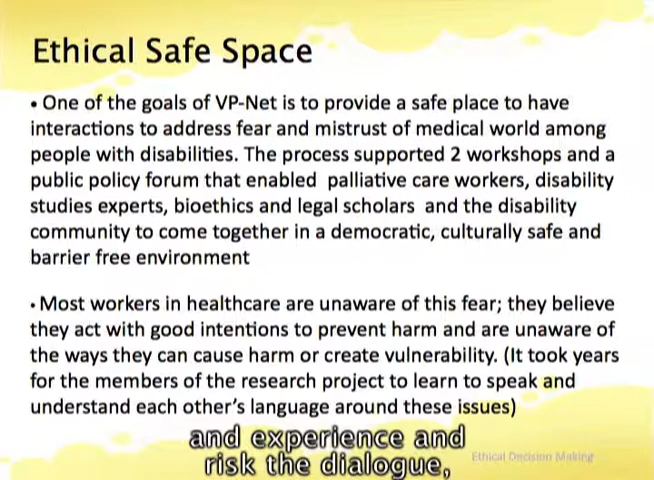 Ethical Safe Space
• One of the goals of VP-Net is to provide a safe place to have
interactions to address fear and mistrust of medical world among
people with disabilities. The process supported 2 workshops and a
public policy forum that enabled palliative care workers, disability
studies experts, bioethics and legal scholars and the disability
community to come together in a democratic, culturally safe and
barrier free environment
• Most workers in healthcare are unaware of this fear; they believe
they act with good intentions to prevent harm and are unaware of
the ways they can cause harm or create vulnerability. (It took years
for the members of the research project to learn to speak and
understand each other's language around these issues)
and experience and
risk the dialogue,
Ethical Decision Making